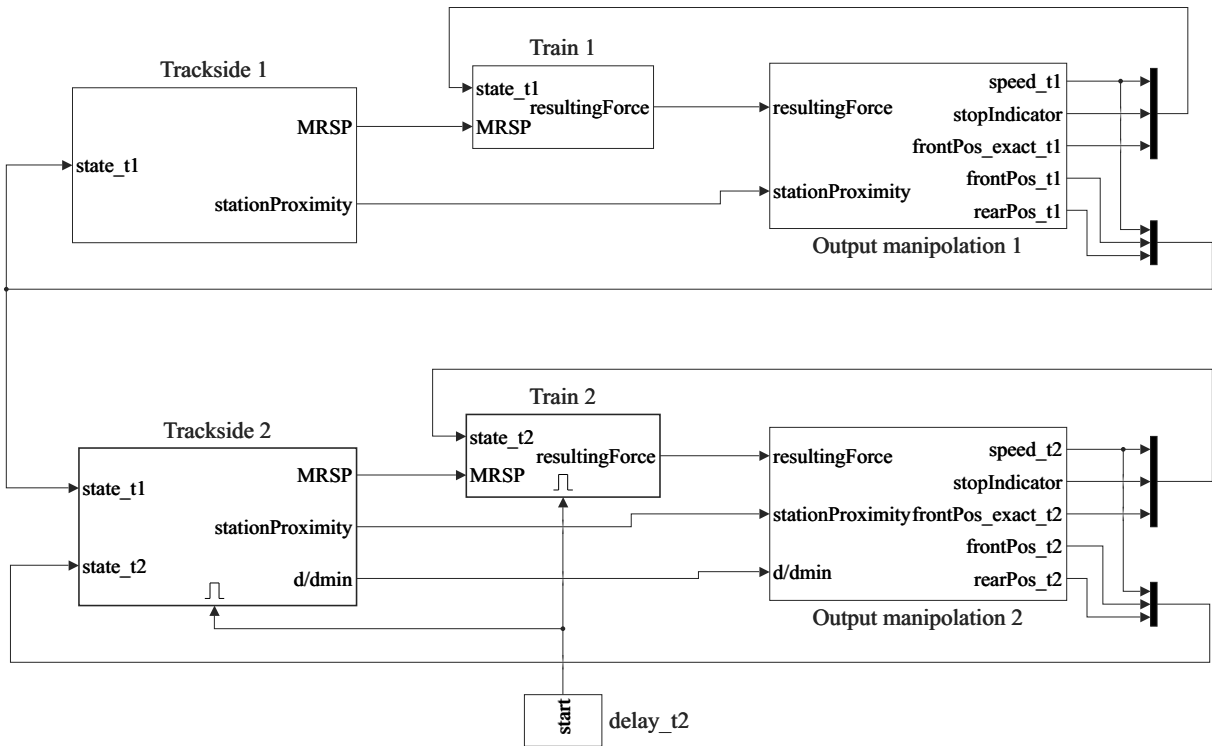 Train 1
Trackside 1
state_t1
resultingForce
MRSP
MRSP
state_t1
stationProximity
resultingForce
stationProximity
speed_t1
stopIndicator
frontPos_exact_t1
frontPos_t1
rearPos_t1
Output manipolation 1
Train 2
Trackside 2
state_t2
resultingForce
MRSP
MRSP
state_t1
stationProximity
state_t2
d/dmin
resultingForce
stationProximity
d/dmin
speed_t2
stopIndicator
frontPos_exact_t2
frontPos_t2
rearPos_t2
Output manipolation 2
start
delay_t2